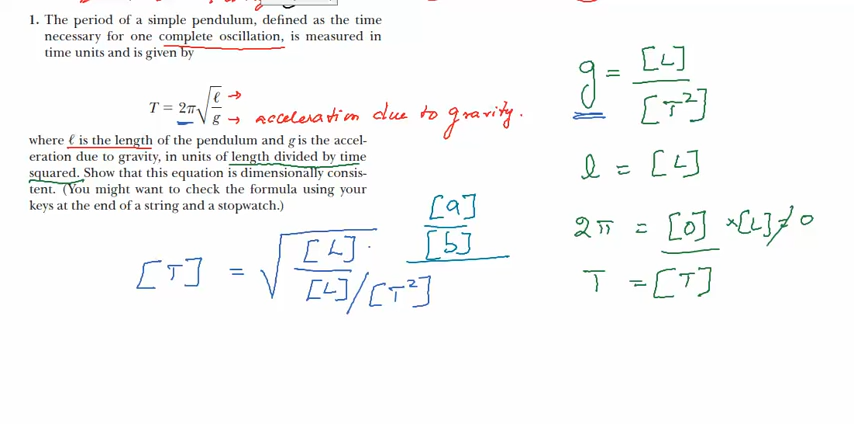 1. The period of a simple pendulum, defined as the time
necessary for one complete oscillation, is measured in
time units and is given by
T = 2π√(ℓ/g)
→
→ acceleration due to gravity.
where ℓ is the length of the pendulum and g is the accel-
eration due to gravity, in units of length divided by time
squared. Show that this equation is dimensionally consis-
tent. (You might want to check the formula using your
keys at the end of a string and a stopwatch.)
[T] = √([L] / [L]/[T²])
[a]/[b]
g = [L]/[T²]
l = [L]
2π = [0] × [L] ≠ 0
T = [T]